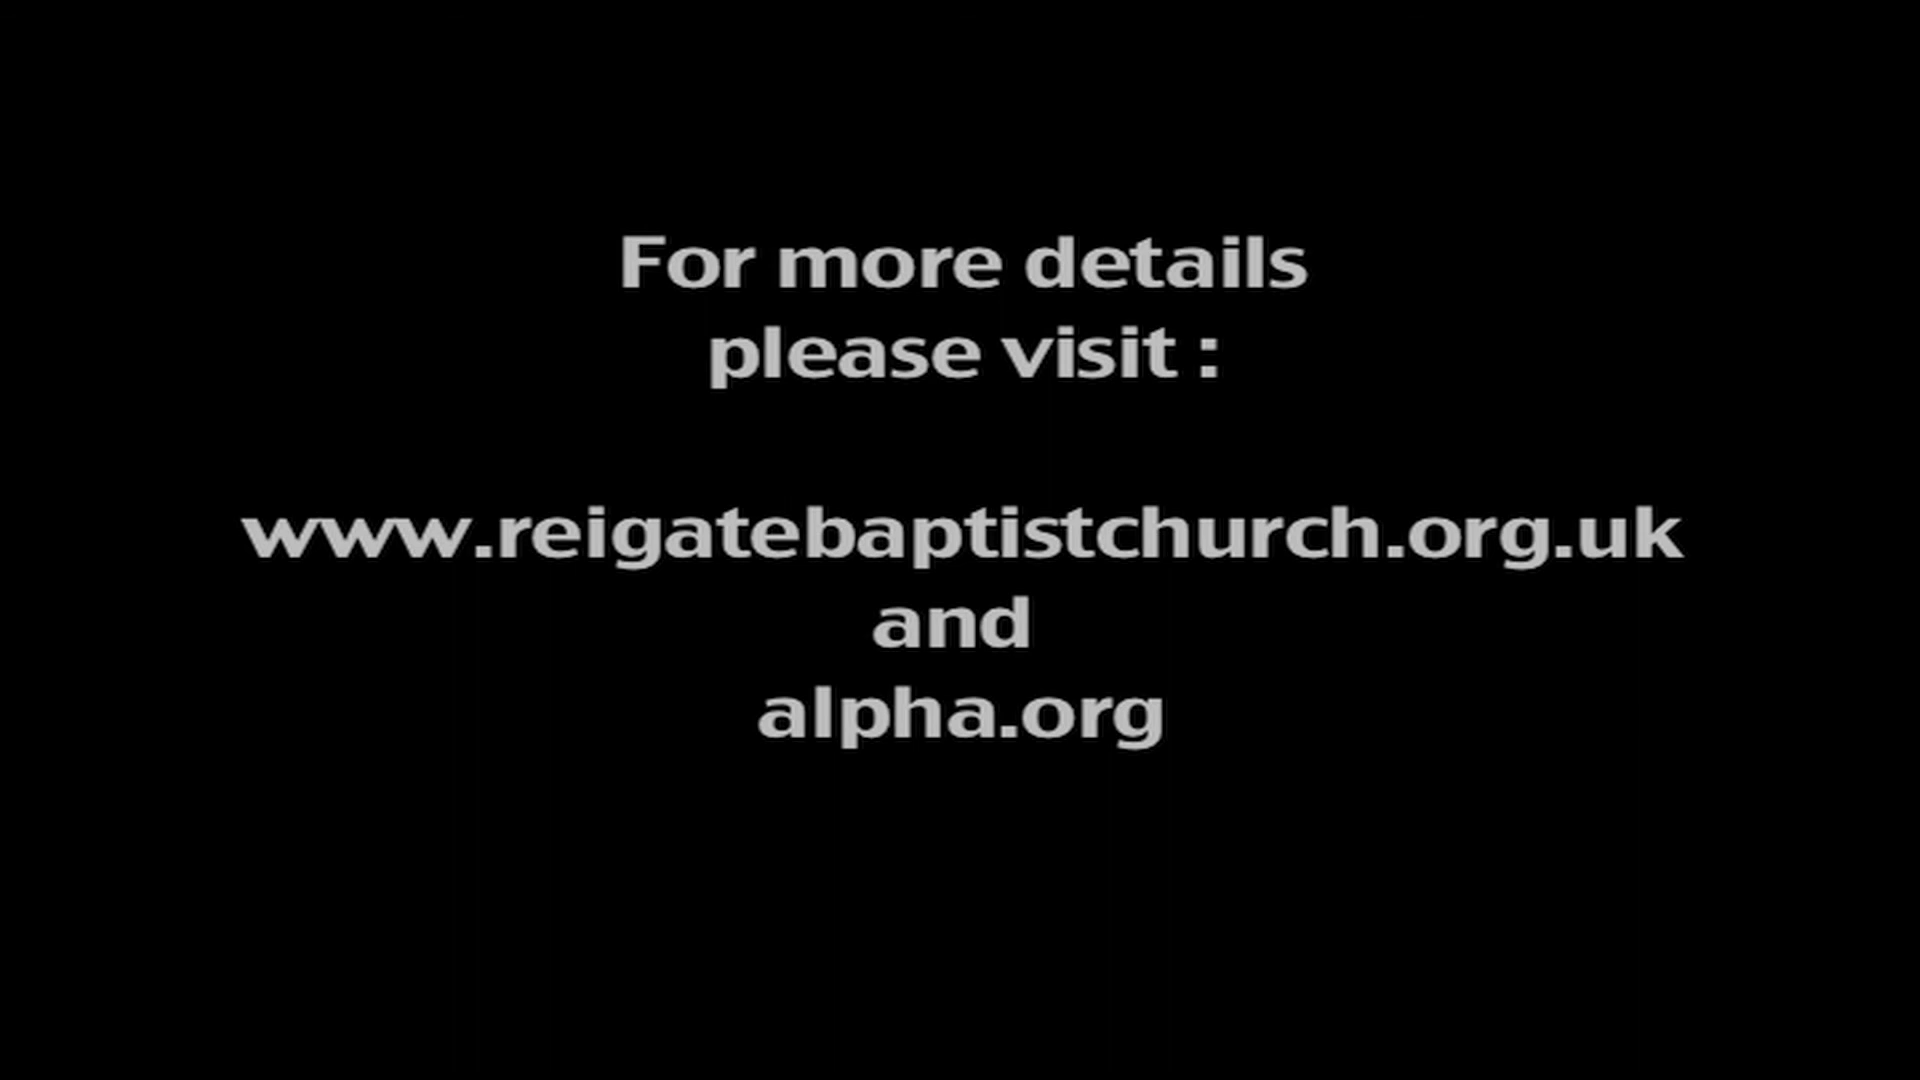 For more details
please visit :
www.reigatebaptistchurch.org.uk
and
alpha.org